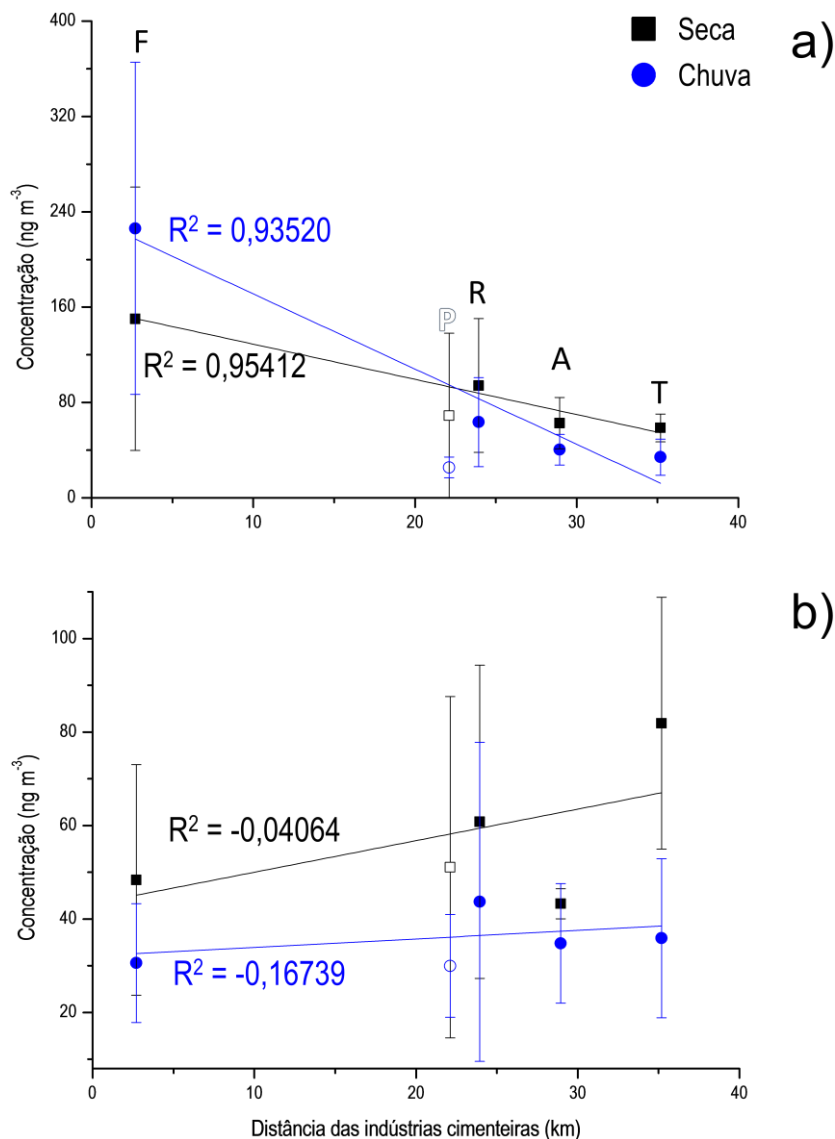 Seca
Chuva
a)
400
320
240
160
80
0
Concentração (ng m⁻³)
F
R² = 0,93520
R² = 0,95412
P
R
A
T
0
10
20
30
40
b)
100
80
60
40
20
Concentração (ng m⁻³)
R² = -0,04064
R² = -0,16739
0
10
20
30
40
Distância das indústrias cimenteiras (km)